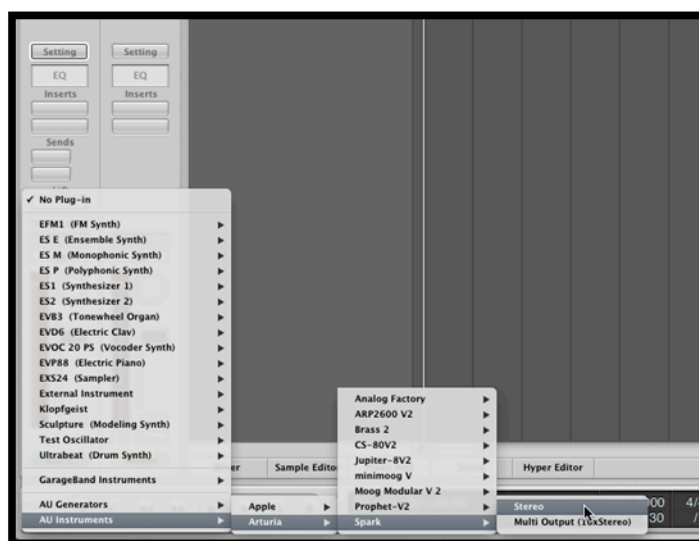 Setting Setting
EQ EQ
Inserts Inserts
Sends
✓ No Plug-in
EFM1 (FM Synth)
ES E (Ensemble Synth)
ES M (Monophonic Synth)
ES P (Polyphonic Synth)
ES1 (Synthesizer 1)
ES2 (Synthesizer 2)
EVB3 (Tonewheel Organ)
EVD6 (Electric Clav)
EVOC 20 PS (Vocoder Synth)
EVP88 (Electric Piano)
EXS24 (Sampler)
External Instrument
Klopfgeist
Sculpture (Modeling Synth)
Test Oscillator
Ultrabeat (Drum Synth)
GarageBand Instruments
AU Generators
AU Instruments
Apple
Arturia
Analog Factory
ARP2600 V2
Brass 2
CS-80V2
Jupiter-8V2
minimoog V
Moog Modular V 2
Prophet-V2
Spark
Stereo
Multi Output (16xStereo)
Sample Edito
Hyper Editor
00 4/
30 /